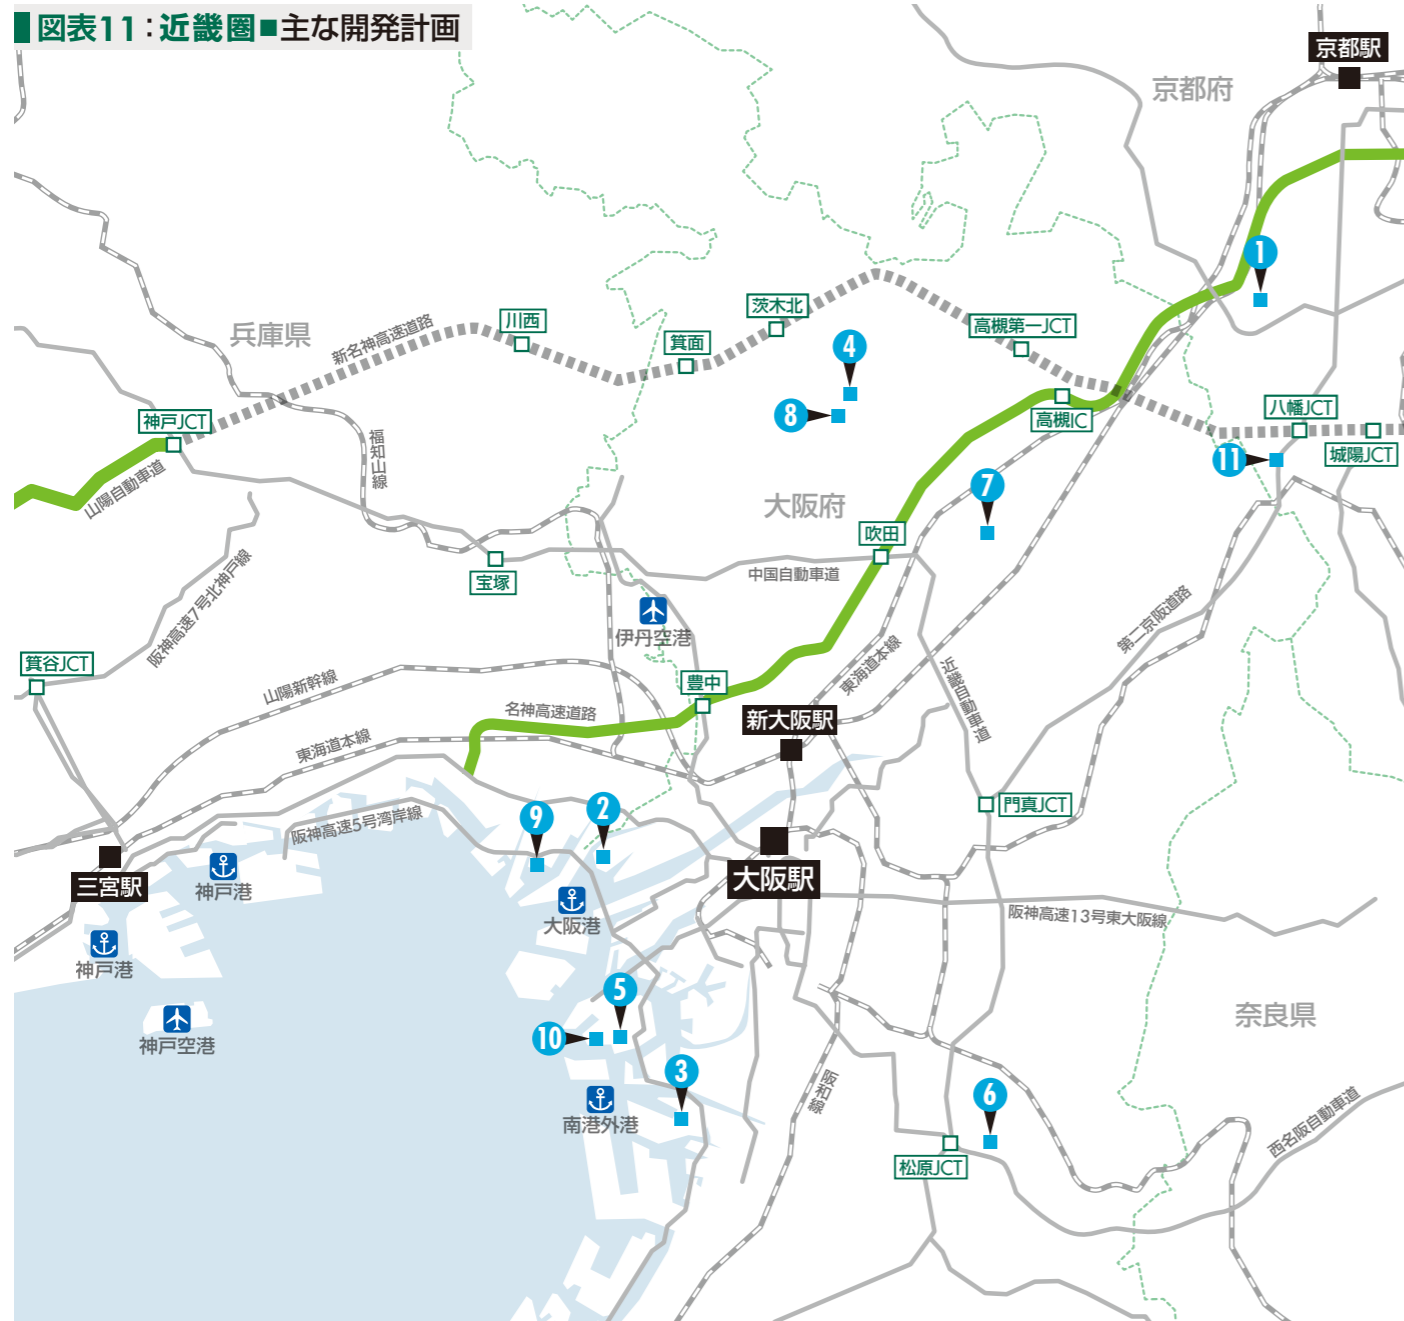 図表11：近畿圏■主な開発計画
京都駅
京都府
1
兵庫県
新名神高速道路
川西
茨木北
箕面
高槻第一JCT
4
8
神戸JCT
高槻IC
八幡JCT
城陽JCT
11
山陽自動車道
福知山線
大阪府
7
吹田
宝塚
中国自動車道
阪神高速7号北神戸線
伊丹空港
第二京阪道路
箕谷JCT
山陽新幹線
豊中
名神高速道路
新大阪駅
東海道本線
近畿自動車道
東海道本線
阪神高速5号湾岸線
9
2
門真JCT
三宮駅
神戸港
大阪駅
大阪港
阪神高速13号東大阪線
神戸港
神戸空港
5
10
奈良県
3
南港外港
阪和線
6
松原JCT
西名阪自動車道